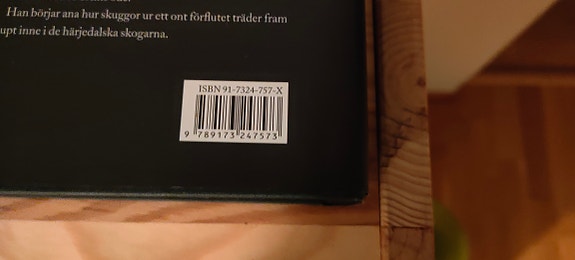 Han börjar ana hur skuggor ur ett ont förflutet träder fram
upt inne i de härjedalska skogarna.
ISBN 91-7324-757-X
9 789173 247573